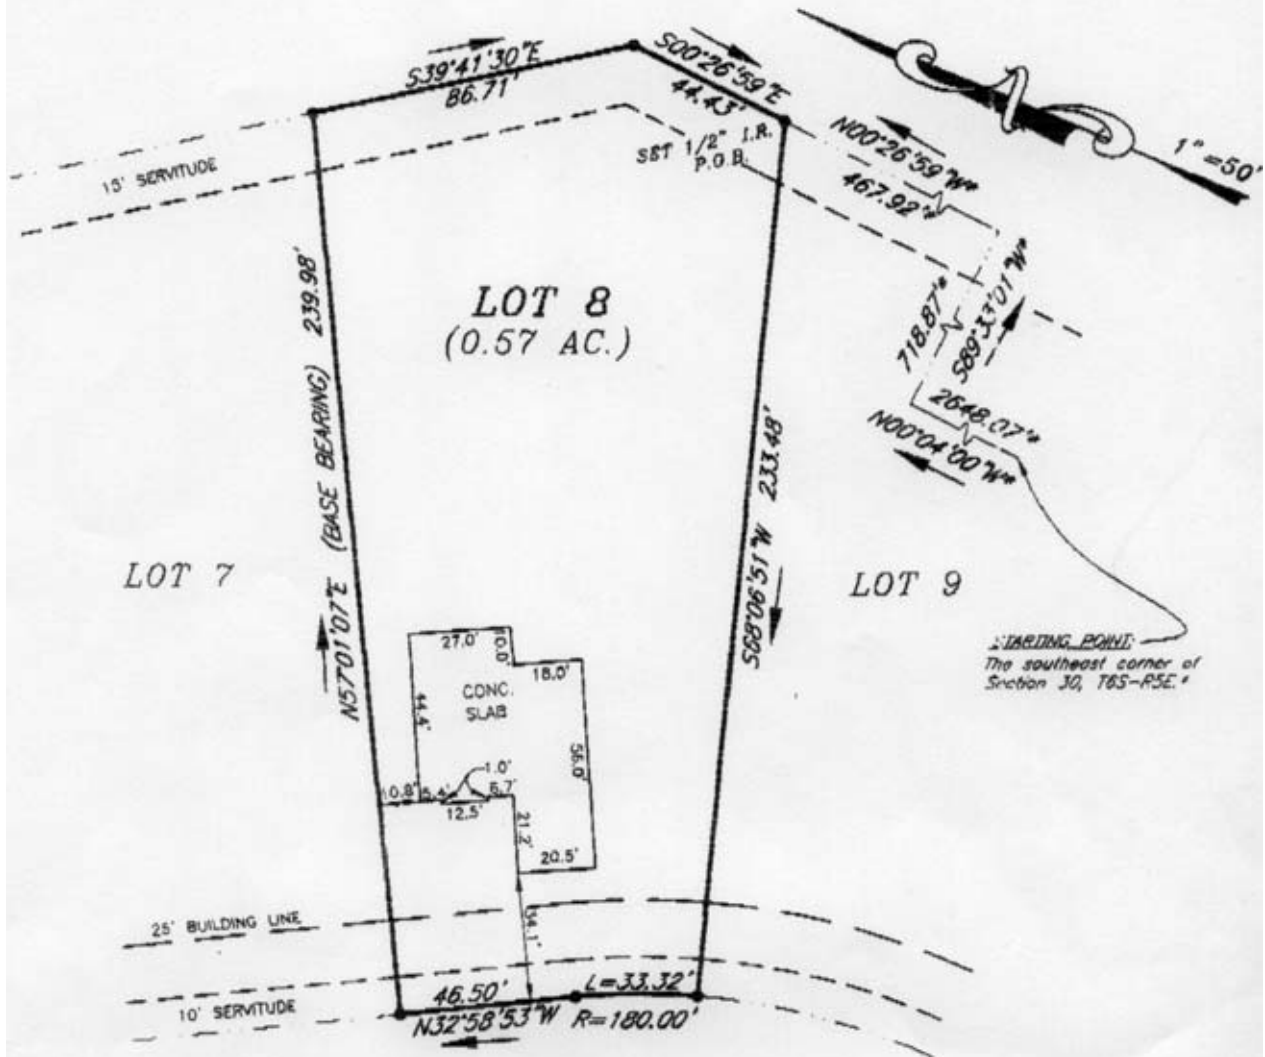 S39°41'30"E
86.71'
S00°26'59"E
44.43'
15' SERVITUDE
SET 1/2" I.R.
P.O.B.
N00°26'59"W*
467.92'*
1"=50'
N
LOT 8
(0.57 AC.)
718.87'*
S89°33'01"W*
2648.07'*
N00°04'00"W*
N57°01'07"E (BASE BEARING) 239.98'
233.48'
S68°06'51"W
LOT 7
LOT 9
STARTING POINT:
The southeast corner of
Section 30, T6S-R5E.*
27.0'
10.0'
18.0'
CONC.
SLAB
44.4'
56.0'
1.0'
10.8'
5.4'
6.7'
12.5'
21.2'
20.5'
34.1'
25' BUILDING LINE
10' SERVITUDE
46.50'
N32°58'53"W
L=33.32'
R=180.00'